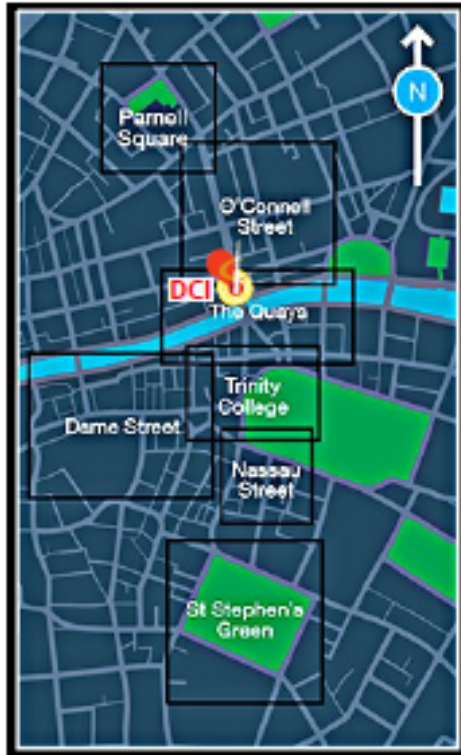 N
Parnell
Square
O'Connell
Street
DCI
The Quays
Trinity
College
Dame Street
Nassau
Street
St Stephen's
Green